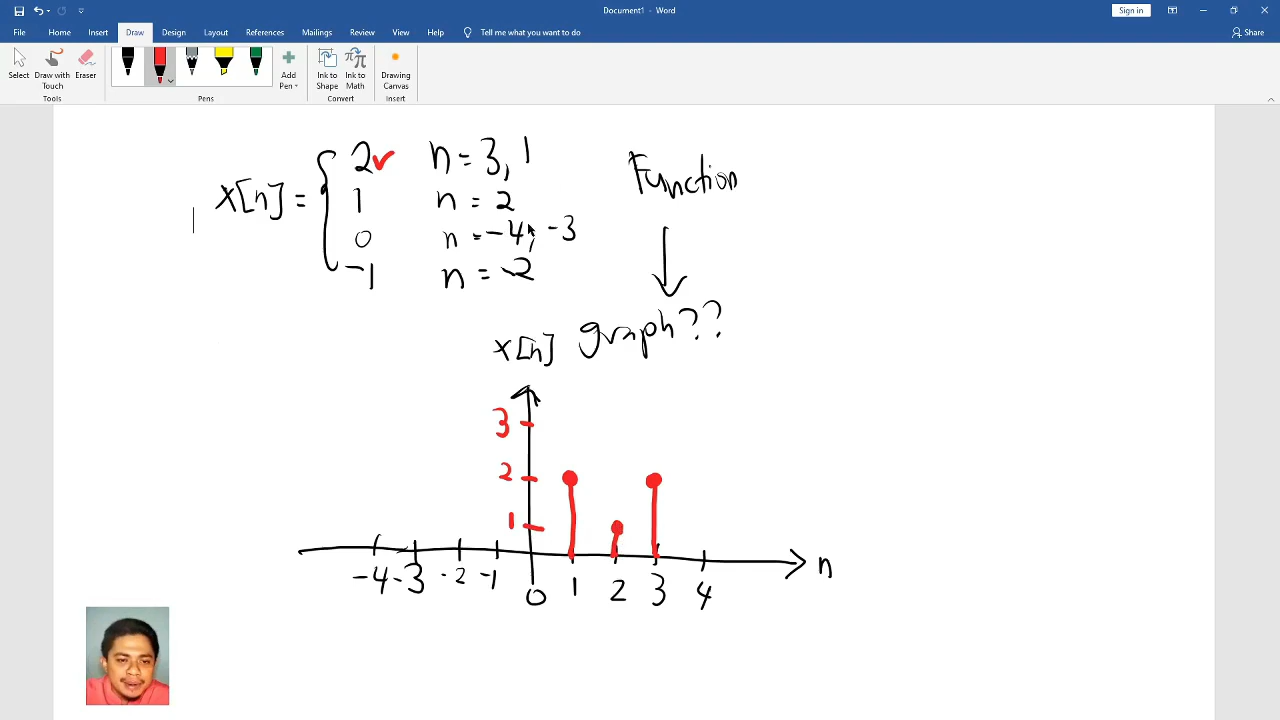 Document1 - Word
Sign in
File Home Insert Draw Design Layout References Mailings Review View Help Tell me what you want to do
Share
Select
Draw with Touch
Eraser
Add Pen
Ink to Shape
Ink to Math
Drawing Canvas
Tools
Pens
Convert
Insert
X[n] =
2 n = 3, 1
1 n = 2
0 n = -4, -3
-1 n = -2
Function
graph??
X[n]
3
2
1
-4 -3 -2 -1 0 1 2 3 4
n